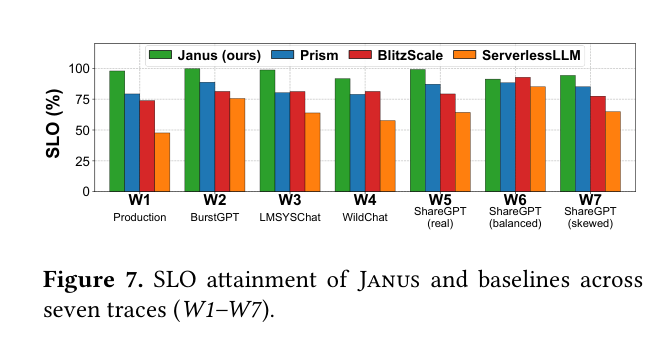 Janus (ours) Prism BlitzScale ServerlessLLM
SLO (%)
100
75
50
25
0
W1 W2 W3 W4 W5 W6 W7
Production BurstGPT LMSYSChat WildChat ShareGPT (real) ShareGPT (balanced) ShareGPT (skewed)
Figure 7. SLO attainment of Janus and baselines across
seven traces (W1–W7).